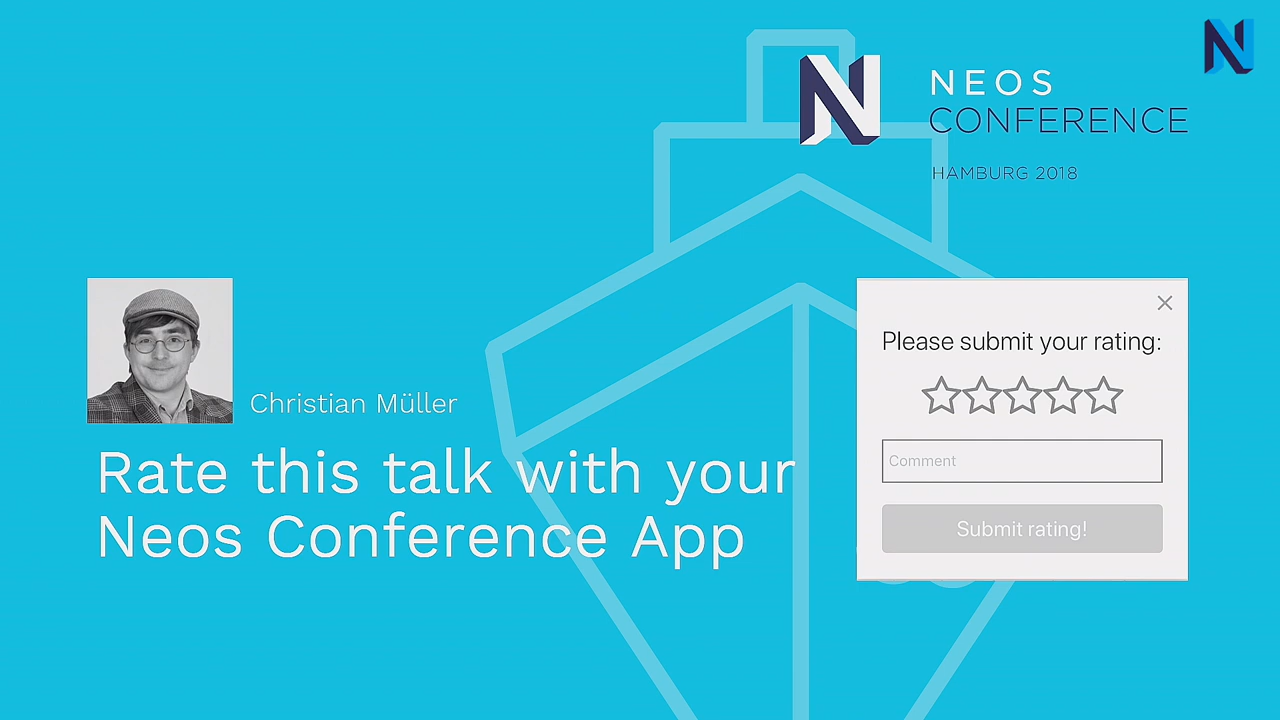 NEOS
CONFERENCE
HAMBURG 2018
Christian Müller
Rate this talk with your
Neos Conference App
Please submit your rating:
Comment
Submit rating!